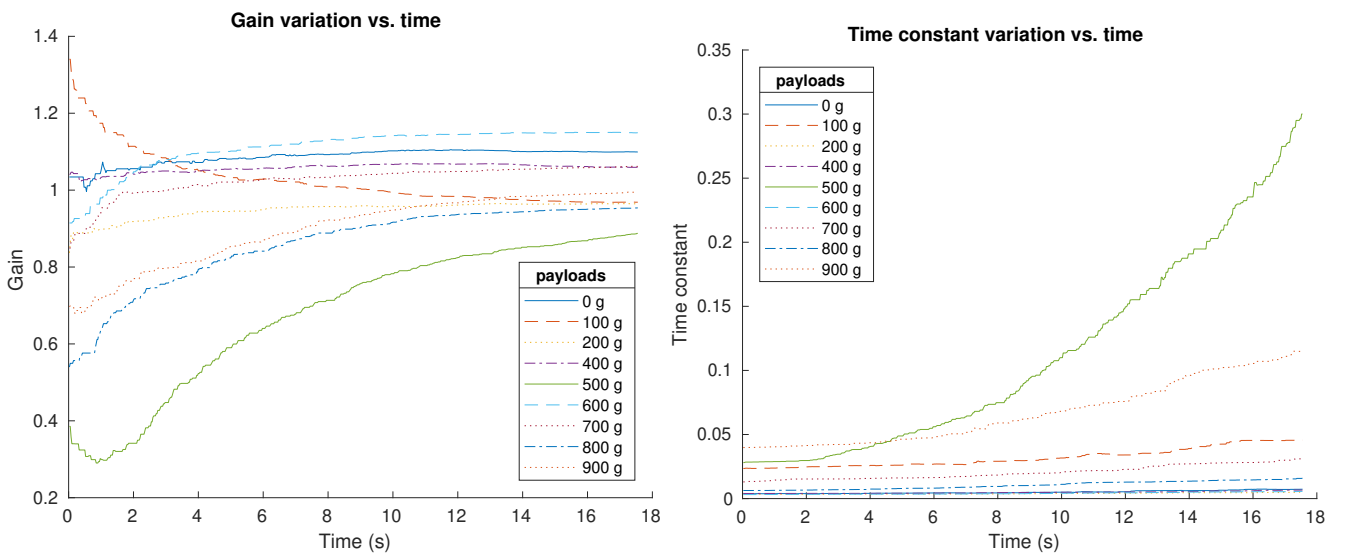 Gain variation vs. time
1.4
1.2
1
0.8
0.6
0.4
0.2
Gain
0 2 4 6 8 10 12 14 16 18
Time (s)
payloads
0 g
100 g
200 g
400 g
500 g
600 g
700 g
800 g
900 g
Time constant variation vs. time
0.35
0.3
0.25
0.2
0.15
0.1
0.05
0
Time constant
0 2 4 6 8 10 12 14 16 18
Time (s)
payloads
0 g
100 g
200 g
400 g
500 g
600 g
700 g
800 g
900 g